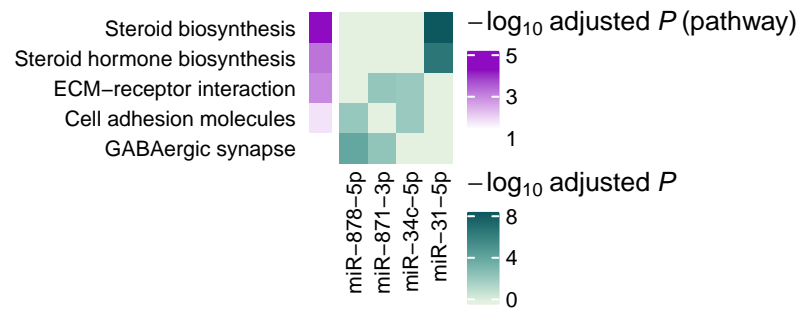 Steroid biosynthesis
Steroid hormone biosynthesis
ECM−receptor interaction
Cell adhesion molecules
GABAergic synapse
miR−878−5p
miR−871−3p
miR−34c−5p
miR−31−5p
−log10 adjusted P (pathway)
5
3
1
−log10 adjusted P
8
4
0